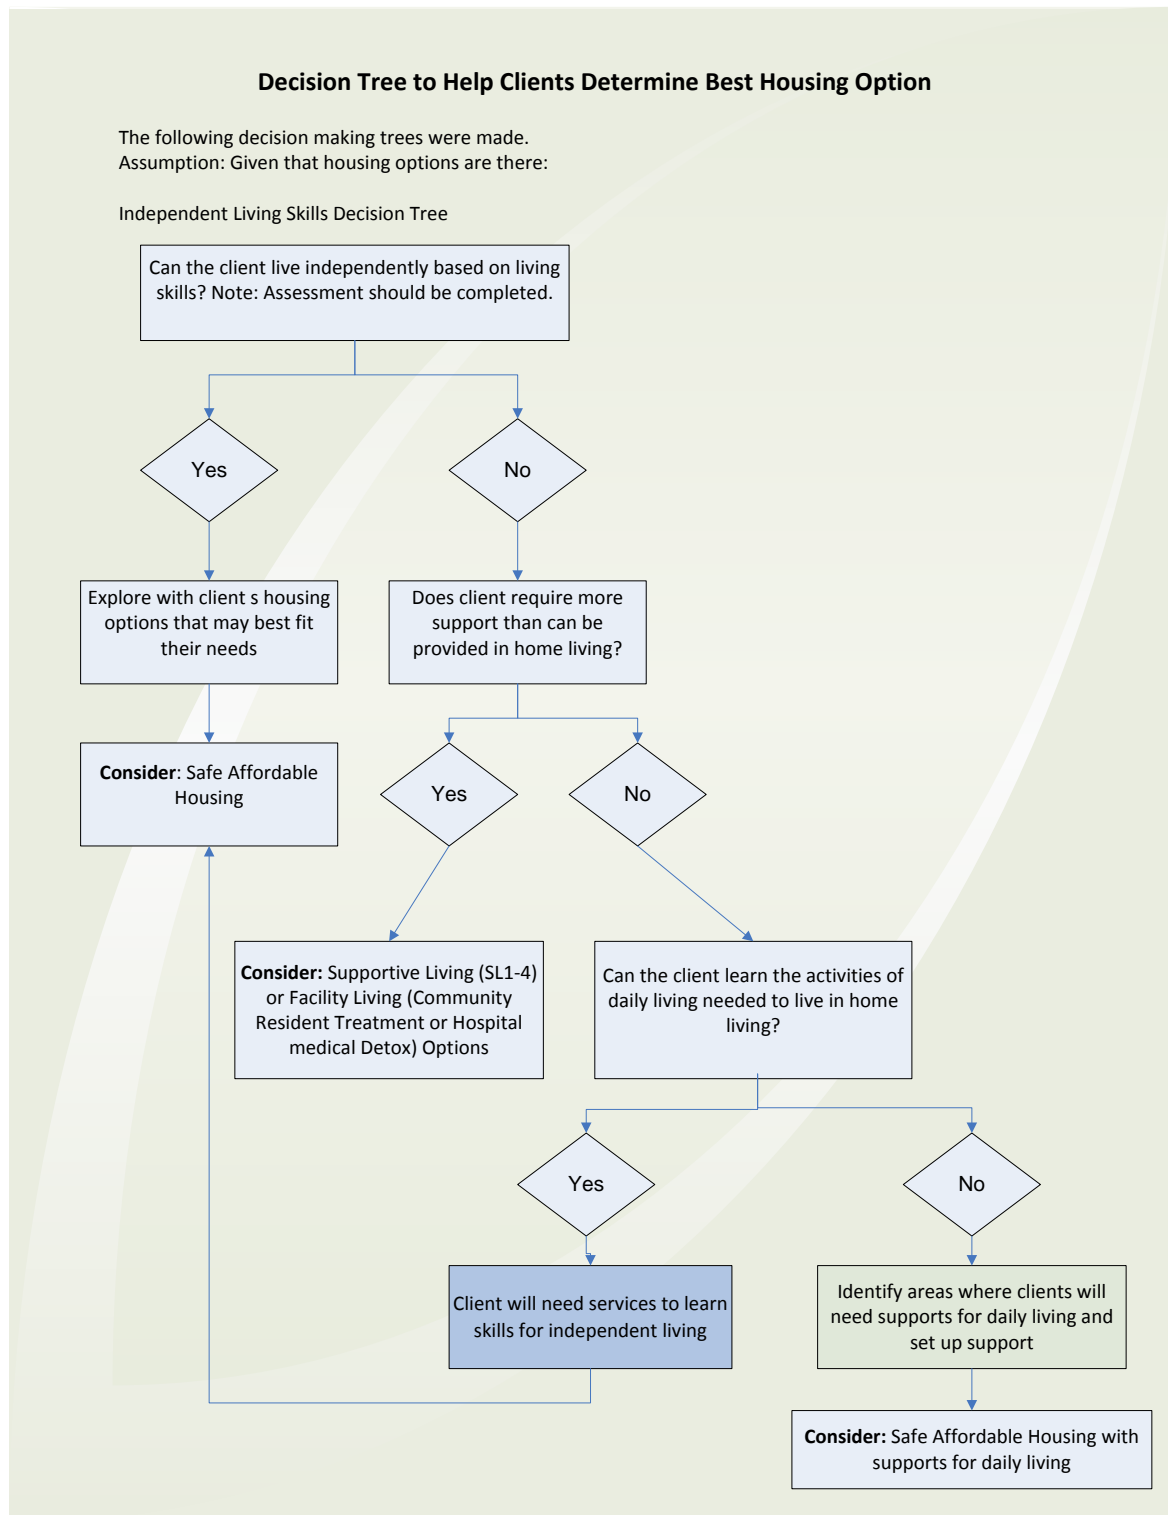 Decision Tree to Help Clients Determine Best Housing Option
The following decision making trees were made.
Assumption: Given that housing options are there:
Independent Living Skills Decision Tree
Can the client live independently based on living
skills? Note: Assessment should be completed.
Yes
No
Explore with client s housing
options that may best fit
their needs
Does client require more
support than can be
provided in home living?
Consider: Safe Affordable
Housing
Yes
No
Consider: Supportive Living (SL1-4)
or Facility Living (Community
Resident Treatment or Hospital
medical Detox) Options
Can the client learn the activities of
daily living needed to live in home
living?
Yes
No
Client will need services to learn
skills for independent living
Identify areas where clients will
need supports for daily living and
set up support
Consider: Safe Affordable Housing with
supports for daily living